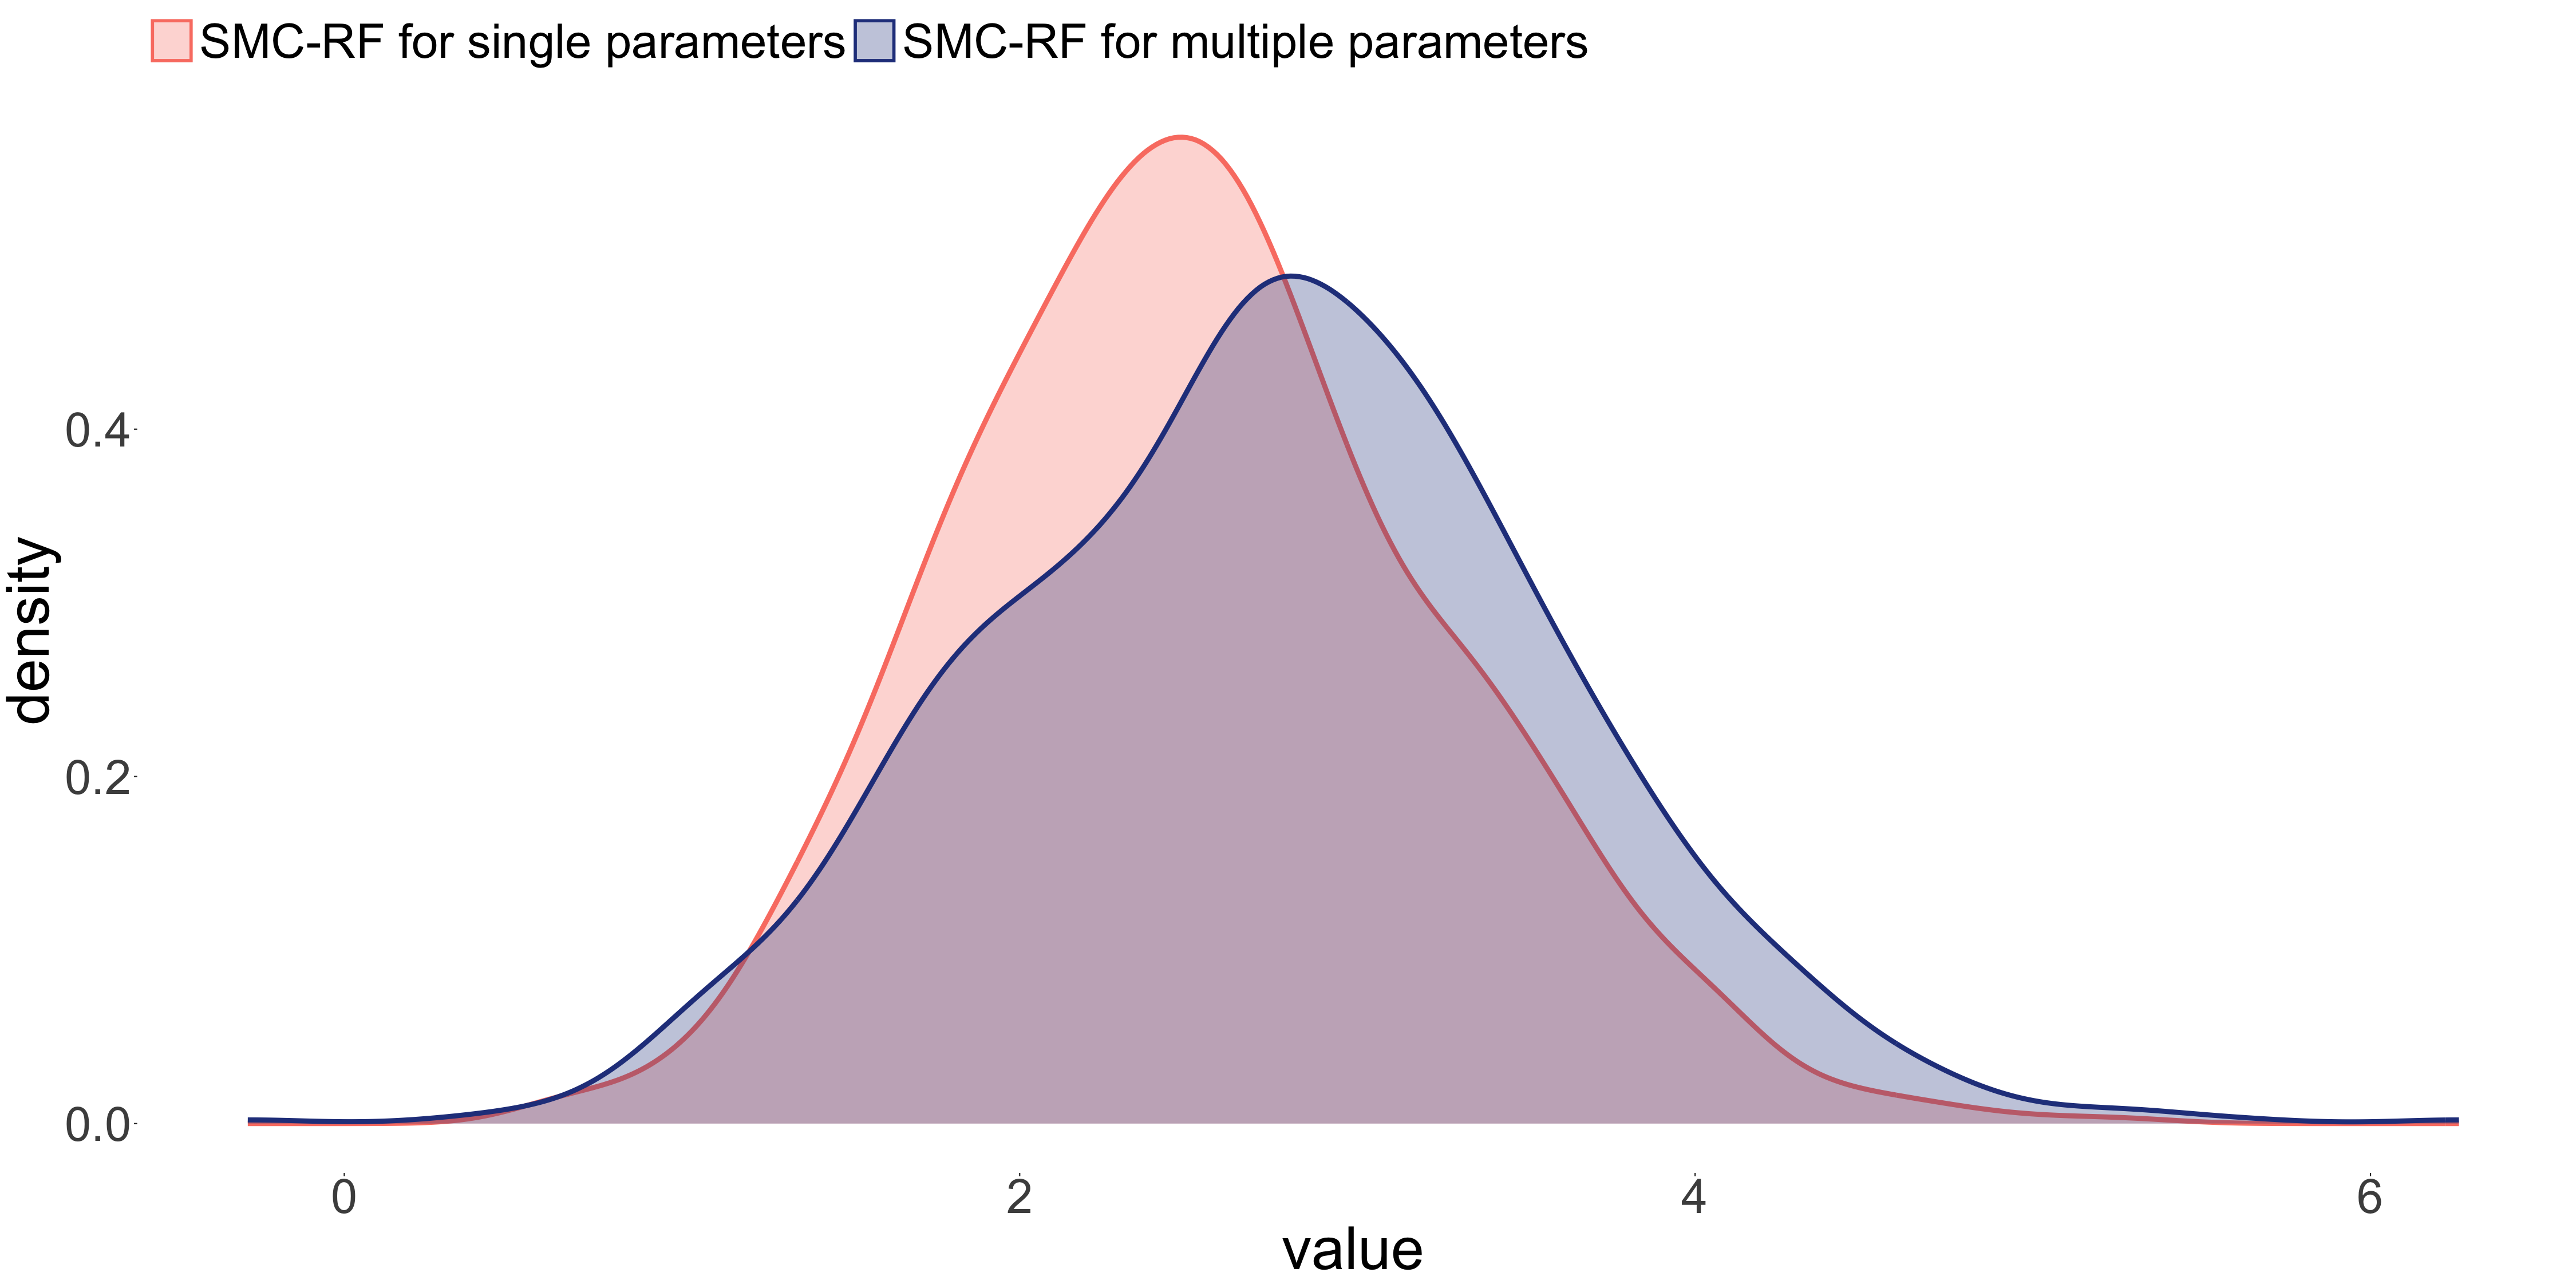 SMC-RF for single parameters SMC-RF for multiple parameters
0.4
0.2
0.0
density
0 2 4 6
value